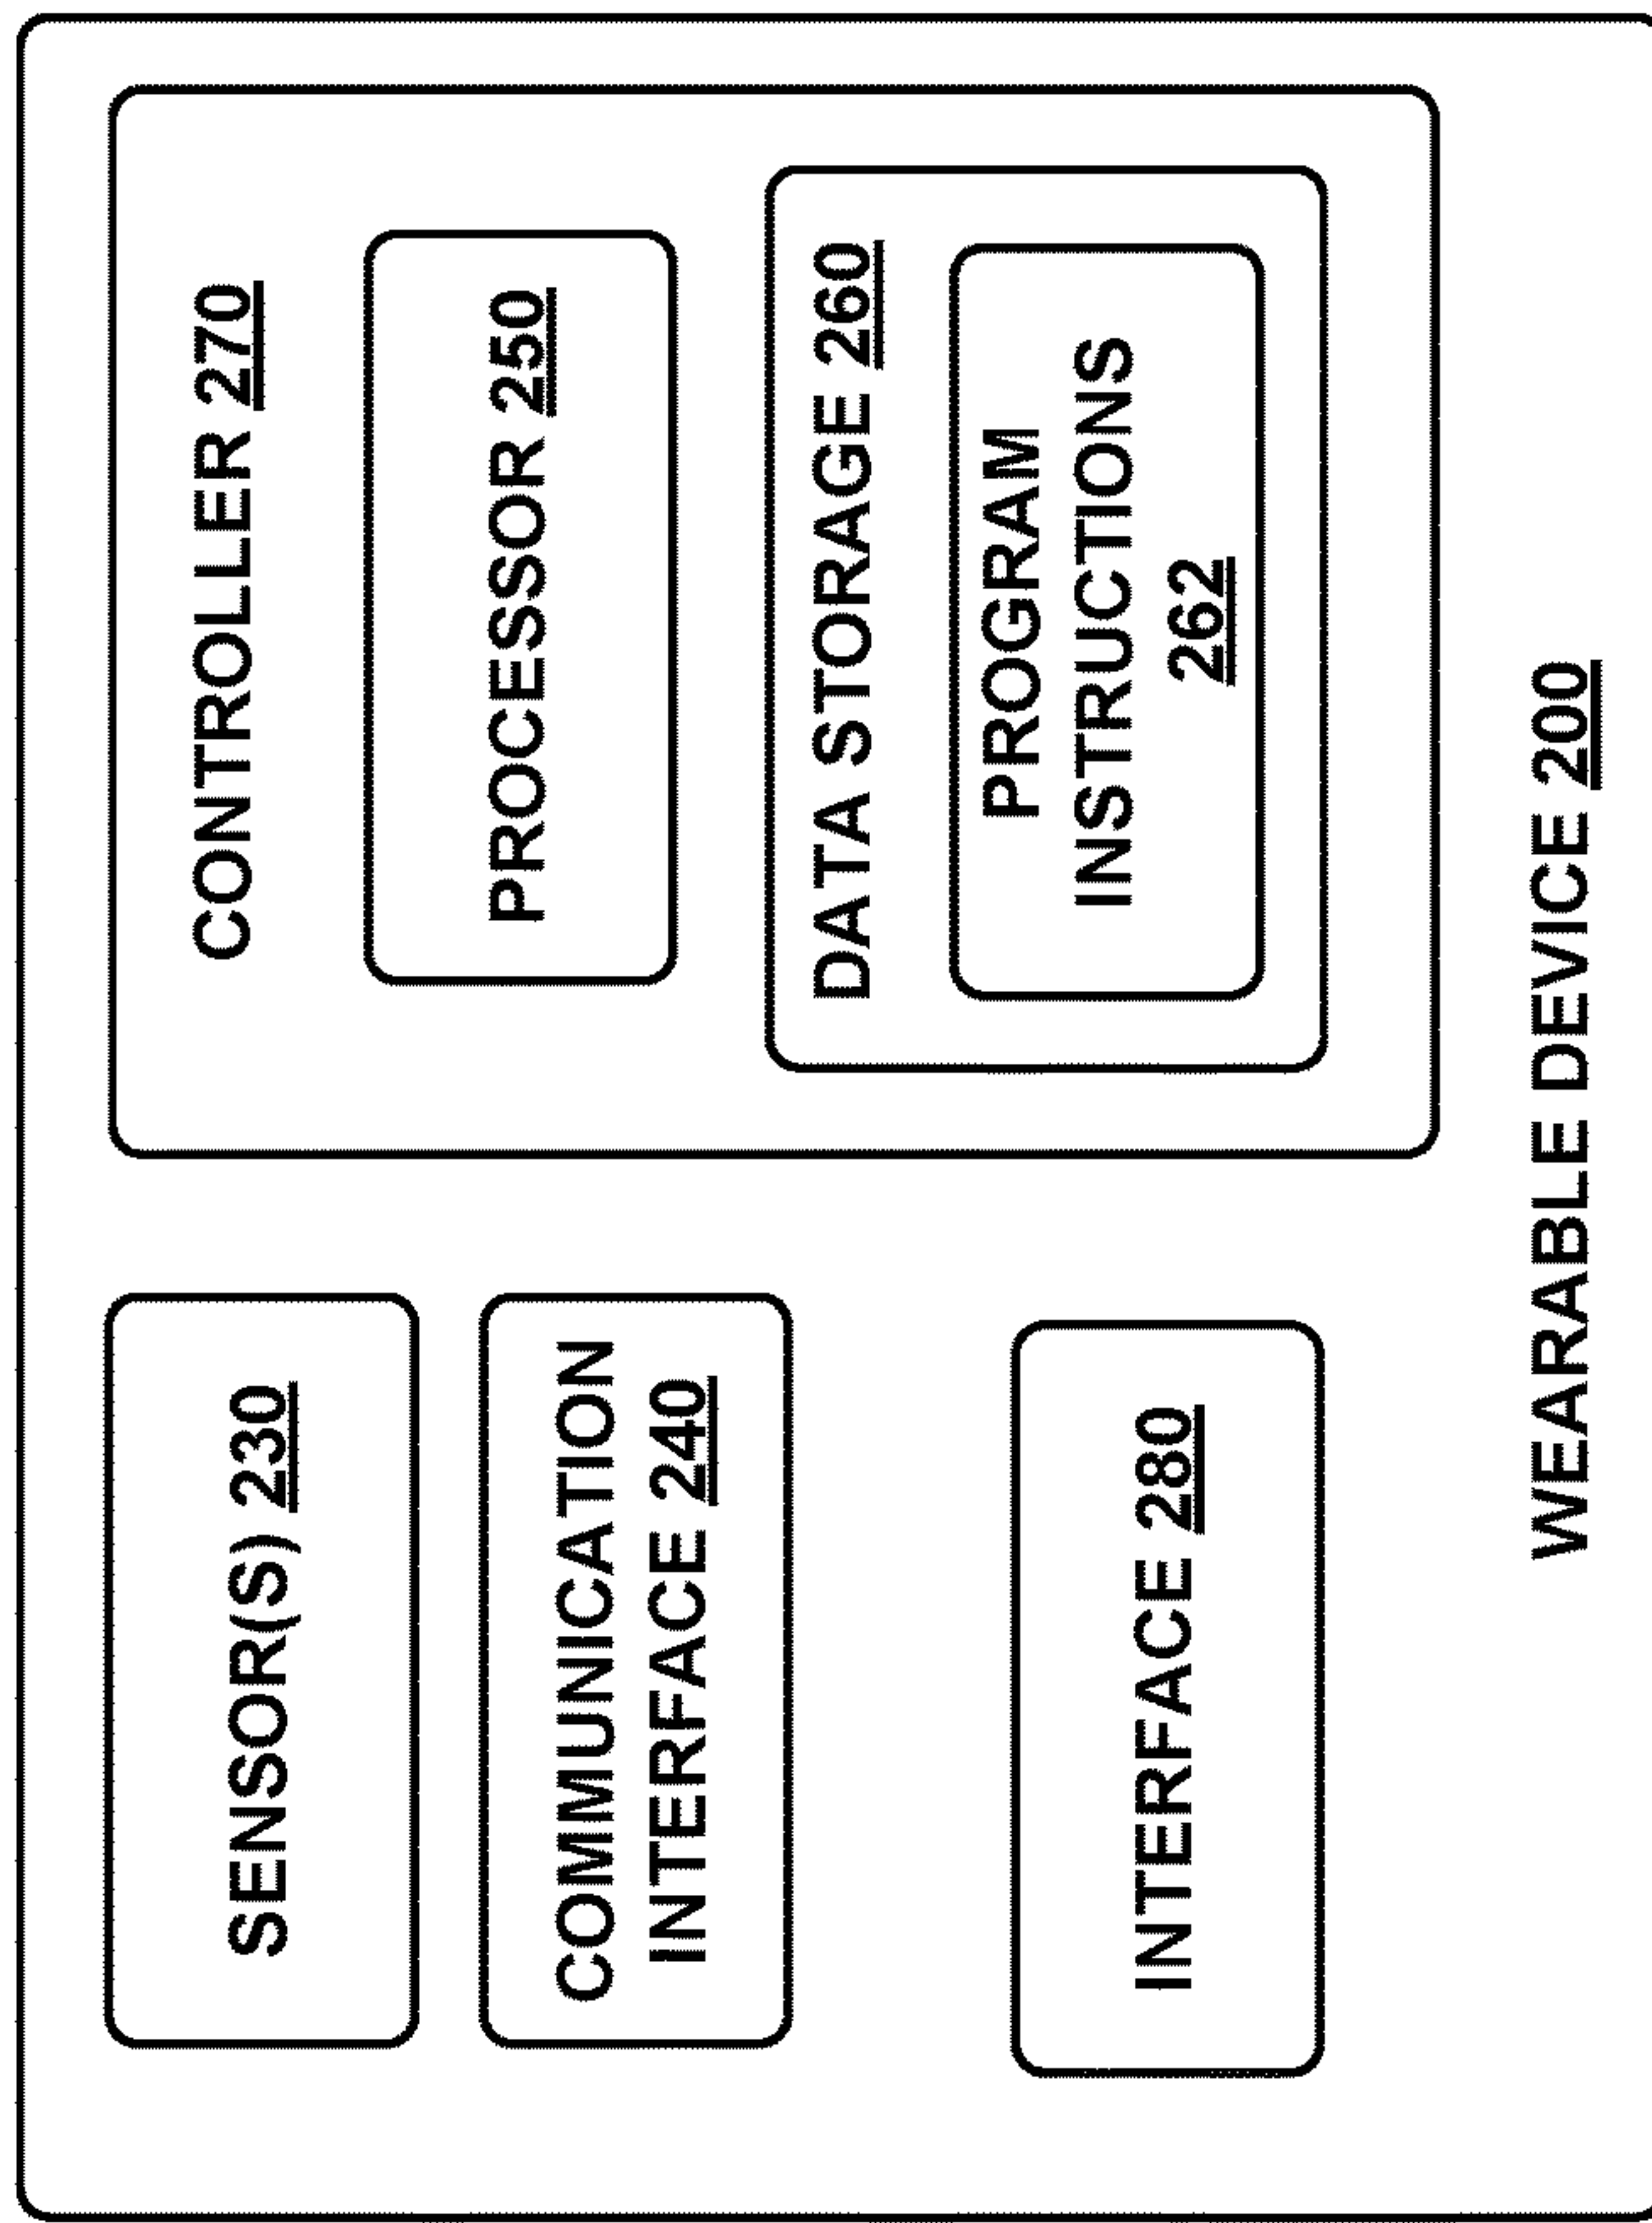 SENSOR(S) 230
COMMUNICATION
INTERFACE 240
INTERFACE 280
CONTROLLER 270
PROCESSOR 250
DATA STORAGE 260
PROGRAM
INSTRUCTIONS
262
WEARABLE DEVICE 200